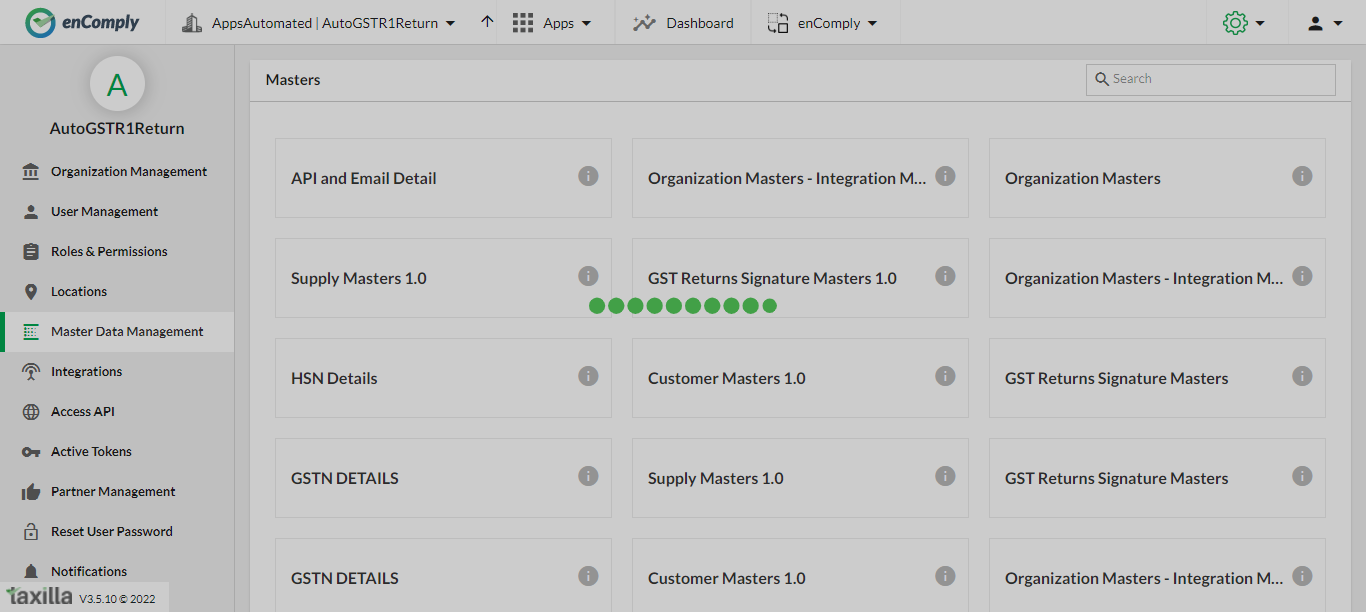 enComply
AppsAutomated | AutoGSTR1Return
Apps
Dashboard
enComply
A
AutoGSTR1Return
Organization Management
User Management
Roles & Permissions
Locations
Master Data Management
Integrations
Access API
Active Tokens
Partner Management
Reset User Password
Notifications
taxilla V3.5.10 © 2022
Masters
Search
API and Email Detail
Organization Masters - Integration M...
Organization Masters
Supply Masters 1.0
GST Returns Signature Masters 1.0
Organization Masters - Integration M...
HSN Details
Customer Masters 1.0
GST Returns Signature Masters
GSTN DETAILS
Supply Masters 1.0
GST Returns Signature Masters
GSTN DETAILS
Customer Masters 1.0
Organization Masters - Integration M...